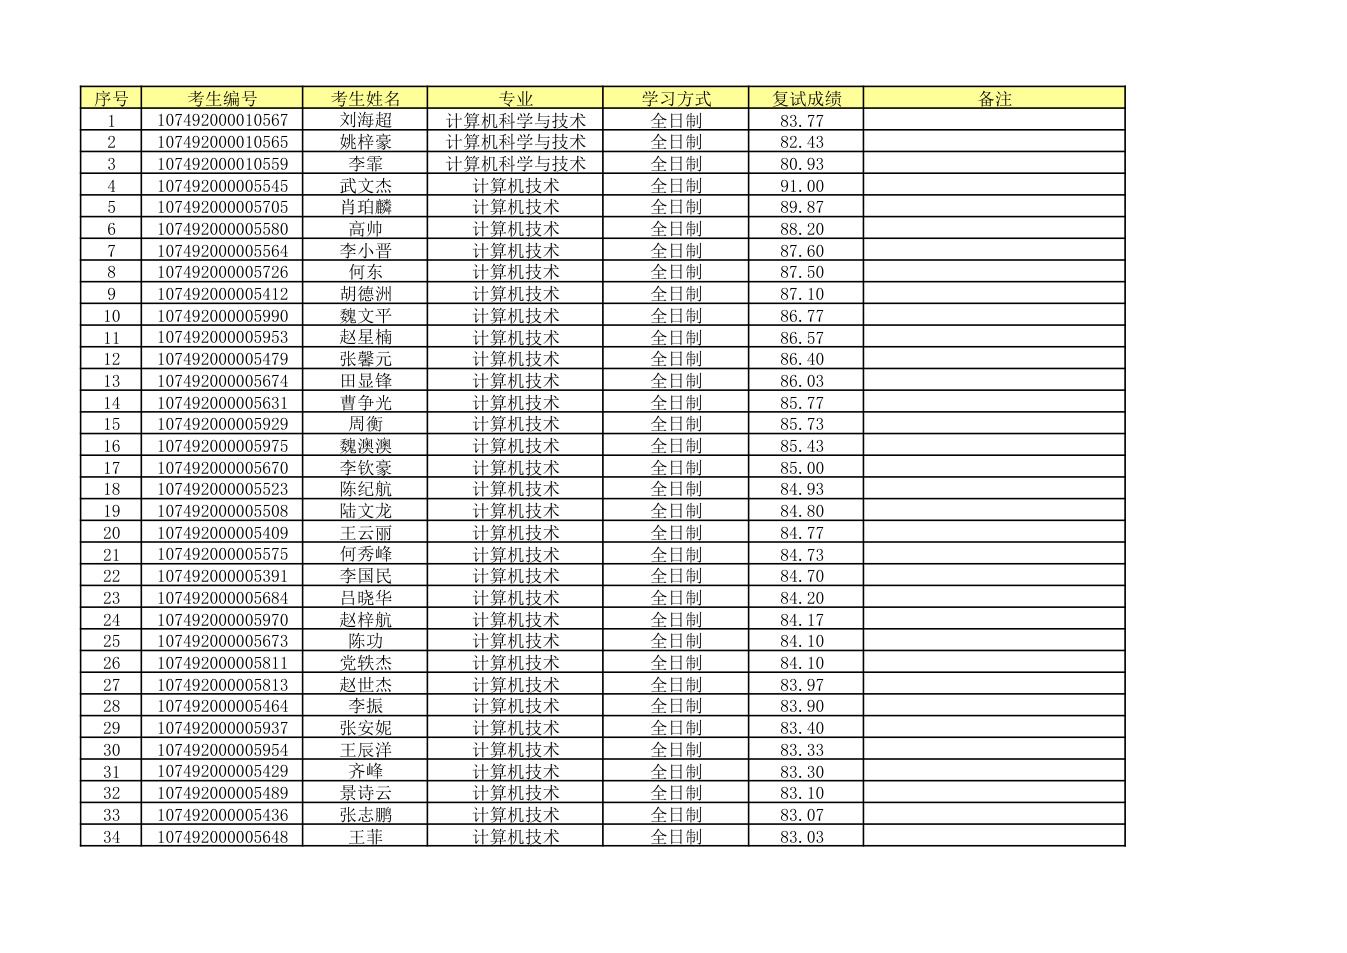 序号 考生编号 考生姓名 专业 学习方式 复试成绩 备注
1 107492000010567 刘海超 计算机科学与技术 全日制 83.77
2 107492000010565 姚梓豪 计算机科学与技术 全日制 82.43
3 107492000010559 李霏 计算机科学与技术 全日制 80.93
4 107492000005545 武文杰 计算机技术 全日制 91.00
5 107492000005705 肖珀麟 计算机技术 全日制 89.87
6 107492000005580 高帅 计算机技术 全日制 88.20
7 107492000005564 李小晋 计算机技术 全日制 87.60
8 107492000005726 何东 计算机技术 全日制 87.50
9 107492000005412 胡德洲 计算机技术 全日制 87.10
10 107492000005990 魏文平 计算机技术 全日制 86.77
11 107492000005953 赵星楠 计算机技术 全日制 86.57
12 107492000005479 张馨元 计算机技术 全日制 86.40
13 107492000005674 田显锋 计算机技术 全日制 86.03
14 107492000005631 曹争光 计算机技术 全日制 85.77
15 107492000005929 周衡 计算机技术 全日制 85.73
16 107492000005975 魏澳澳 计算机技术 全日制 85.43
17 107492000005670 李钦豪 计算机技术 全日制 85.00
18 107492000005523 陈纪航 计算机技术 全日制 84.93
19 107492000005508 陆文龙 计算机技术 全日制 84.80
20 107492000005409 王云丽 计算机技术 全日制 84.77
21 107492000005575 何秀峰 计算机技术 全日制 84.73
22 107492000005391 李国民 计算机技术 全日制 84.70
23 107492000005684 吕晓华 计算机技术 全日制 84.20
24 107492000005970 赵梓航 计算机技术 全日制 84.17
25 107492000005673 陈功 计算机技术 全日制 84.10
26 107492000005811 党轶杰 计算机技术 全日制 84.10
27 107492000005813 赵世杰 计算机技术 全日制 83.97
28 107492000005464 李振 计算机技术 全日制 83.90
29 107492000005937 张安妮 计算机技术 全日制 83.40
30 107492000005954 王辰洋 计算机技术 全日制 83.33
31 107492000005429 齐峰 计算机技术 全日制 83.30
32 107492000005489 景诗云 计算机技术 全日制 83.10
33 107492000005436 张志鹏 计算机技术 全日制 83.07
34 107492000005648 王菲 计算机技术 全日制 83.03